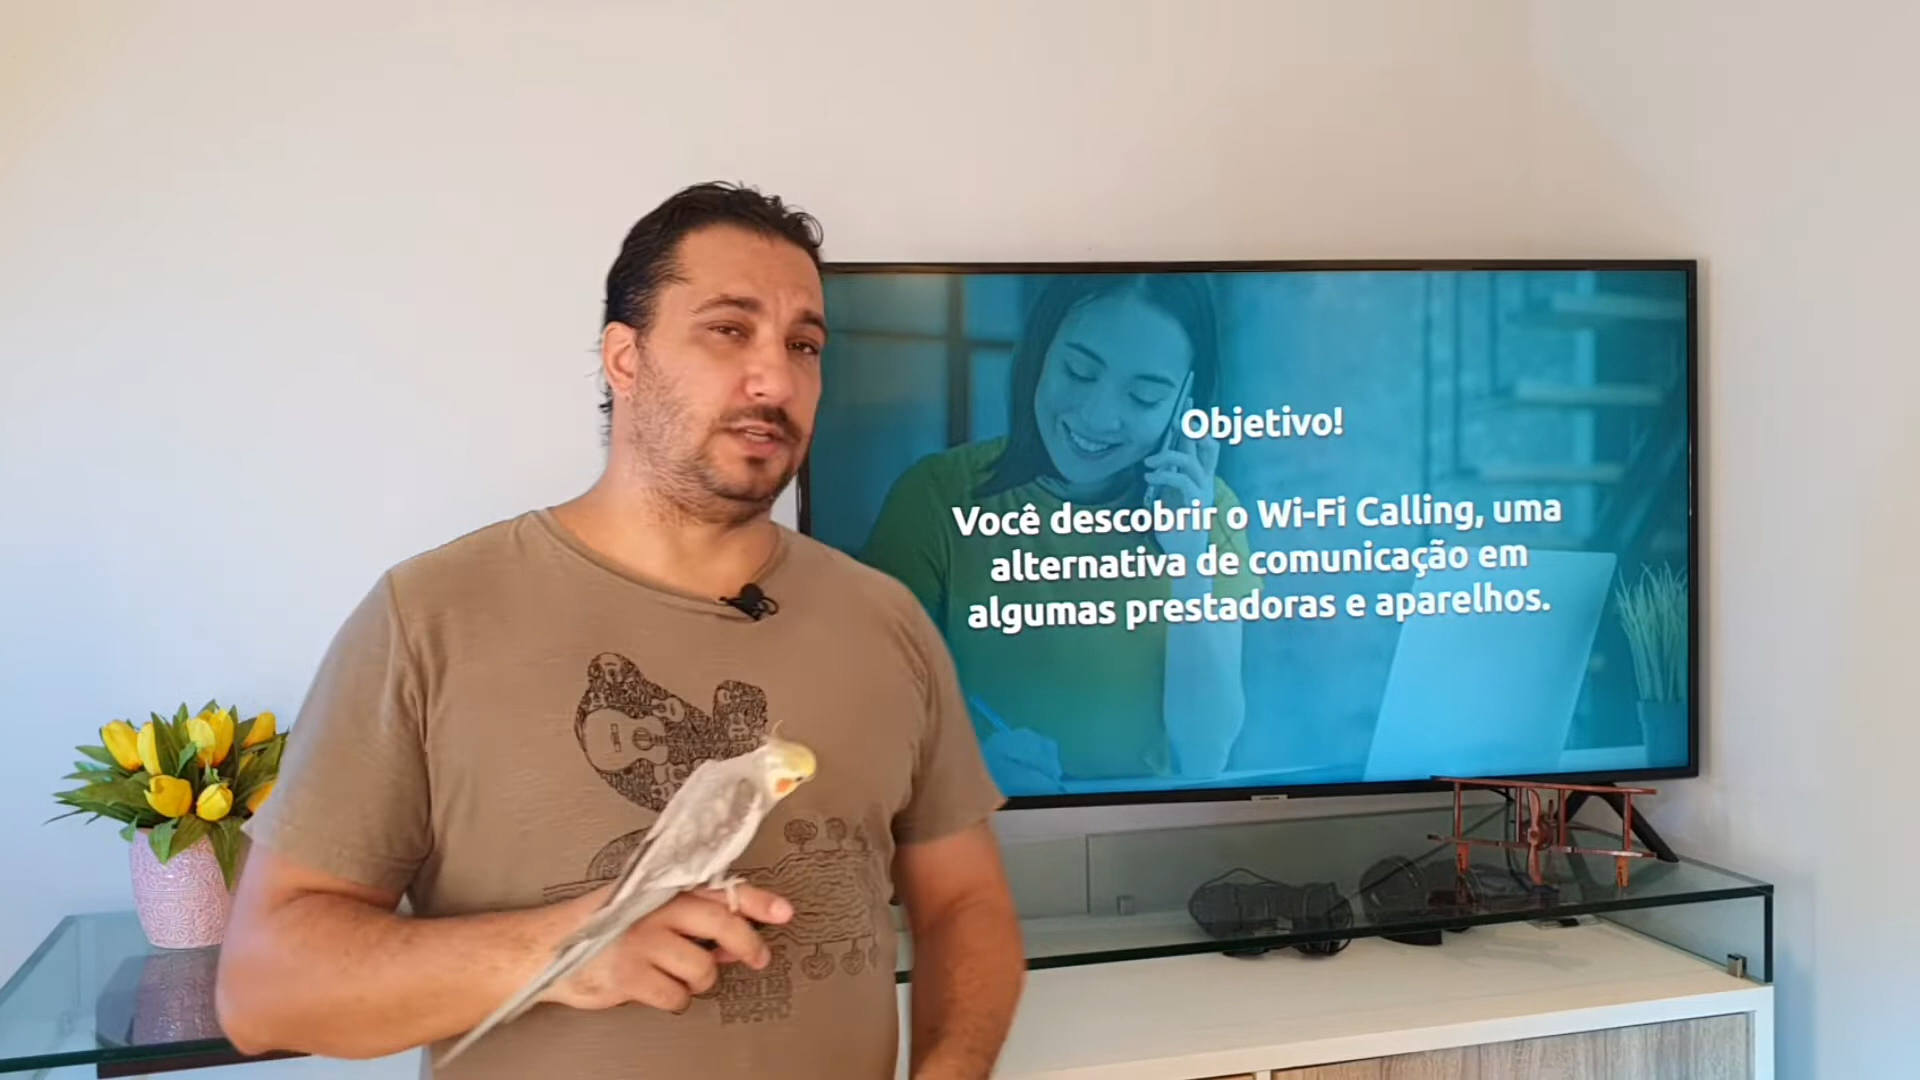 Objetivo!
Você descobrir o Wi-Fi Calling, uma
alternativa de comunicação em
algumas prestadoras e aparelhos.